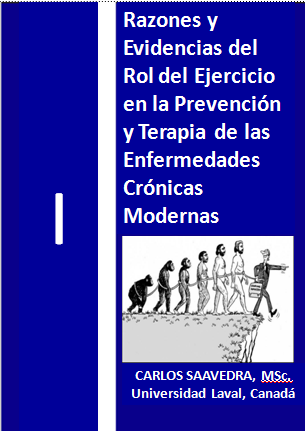 Razones y
Evidencias del
Rol del Ejercicio
en la Prevención
y Terapia de las
Enfermedades
Crónicas
Modernas
I
CARLOS SAAVEDRA, MSc.
Universidad Laval, Canadá